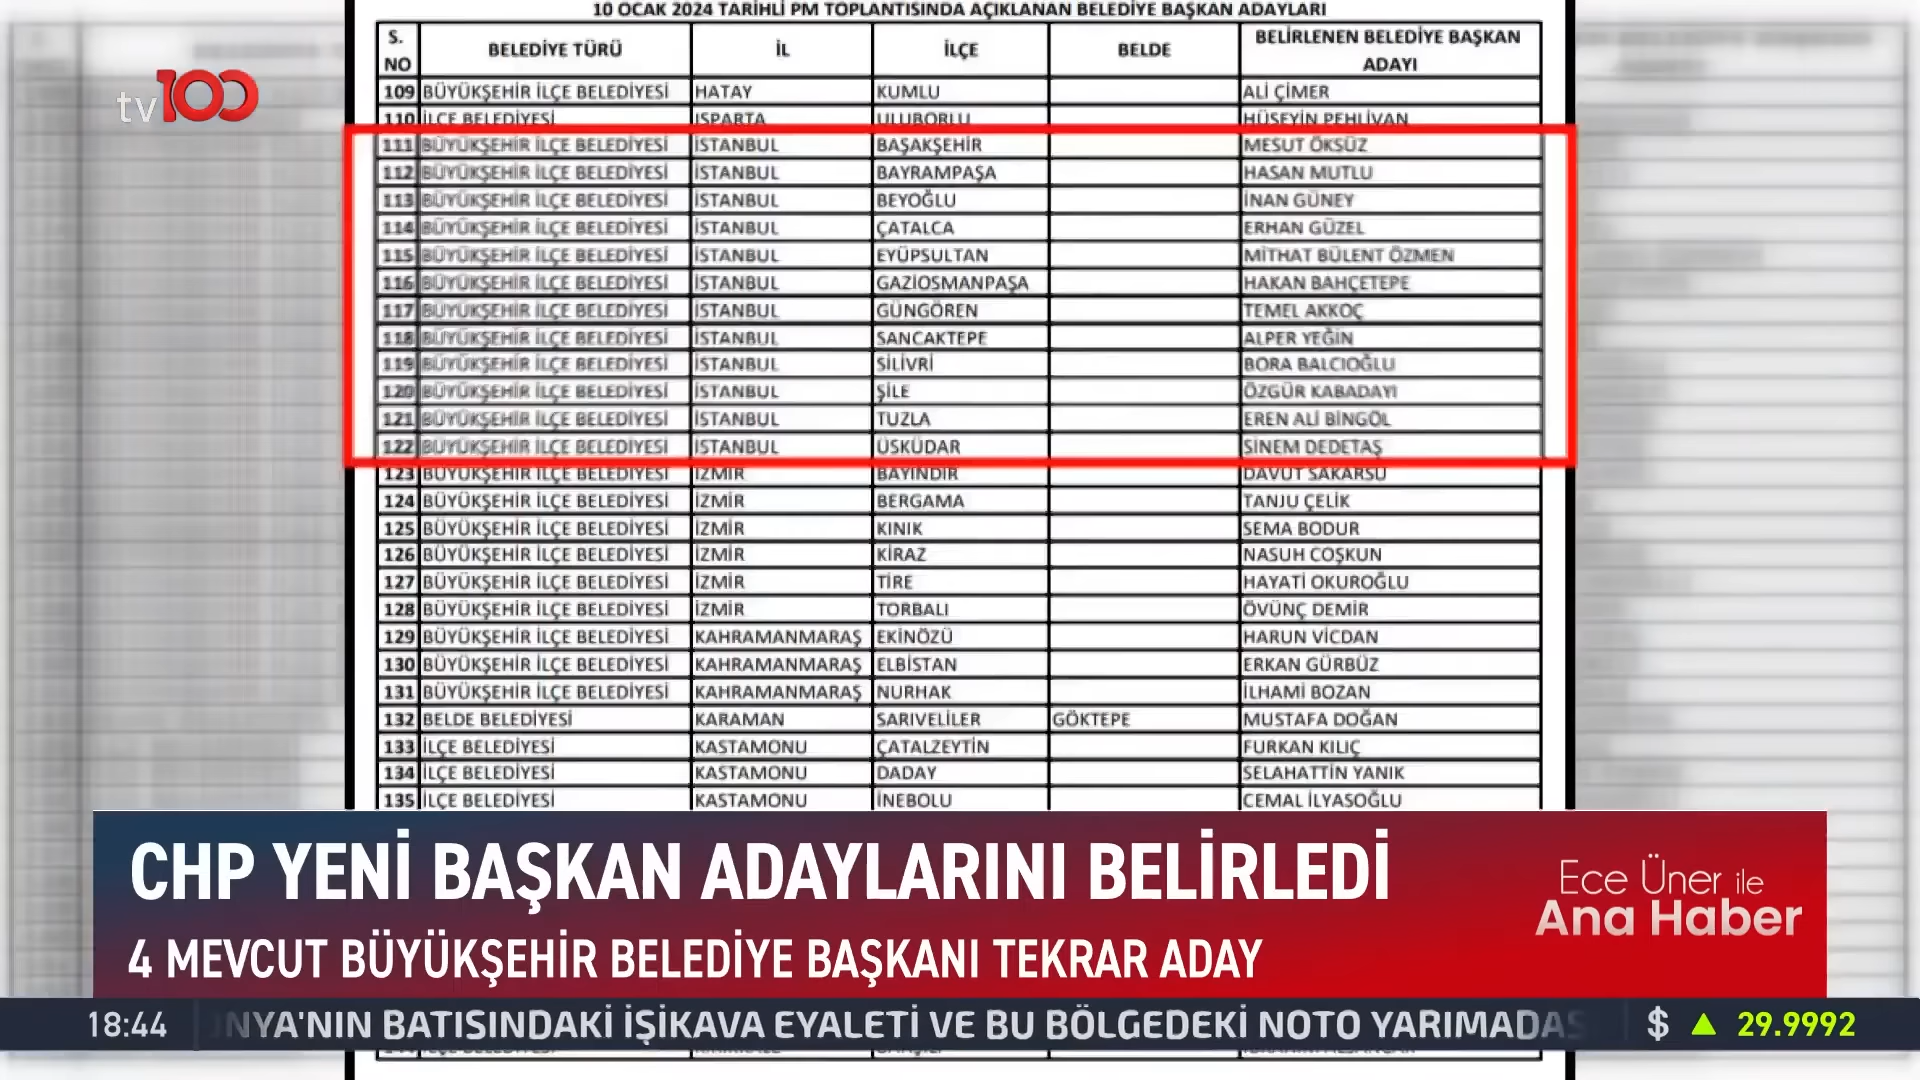 10 OCAK 2024 TARİHLİ PM TOPLANTISINDA AÇIKLANAN BELEDİYE BAŞKAN ADAYLARI
S. NO BELEDİYE TÜRÜ İL İLÇE BELDE BELİRLENEN BELEDİYE BAŞKAN ADAYI
109 BÜYÜKŞEHİR İLÇE BELEDİYESİ HATAY KUMLU ALİ ÇİMER
110 İLÇE BELEDİYESİ ISPARTA ULUBORLU HÜSEYİN PEHLİVAN
111 BÜYÜKŞEHİR İLÇE BELEDİYESİ İSTANBUL BAŞAKŞEHİR MESUT ÖKSÜZ
112 BÜYÜKŞEHİR İLÇE BELEDİYESİ İSTANBUL BAYRAMPAŞA HASAN MUTLU
113 BÜYÜKŞEHİR İLÇE BELEDİYESİ İSTANBUL BEYOĞLU İNAN GÜNEY
114 BÜYÜKŞEHİR İLÇE BELEDİYESİ İSTANBUL ÇATALCA ERHAN GÜZEL
115 BÜYÜKŞEHİR İLÇE BELEDİYESİ İSTANBUL EYÜPSULTAN MİTHAT BÜLENT ÖZMEN
116 BÜYÜKŞEHİR İLÇE BELEDİYESİ İSTANBUL GAZİOSMANPAŞA HAKAN BAHÇETEPE
117 BÜYÜKŞEHİR İLÇE BELEDİYESİ İSTANBUL GÜNGÖREN TEMEL AKKOÇ
118 BÜYÜKŞEHİR İLÇE BELEDİYESİ İSTANBUL SANCAKTEPE ALPER YEĞİN
119 BÜYÜKŞEHİR İLÇE BELEDİYESİ İSTANBUL SİLİVRİ BORA BALCIOĞLU
120 BÜYÜKŞEHİR İLÇE BELEDİYESİ İSTANBUL ŞİLE ÖZGÜR KABADAYI
121 BÜYÜKŞEHİR İLÇE BELEDİYESİ İSTANBUL TUZLA EREN ALİ BİNGÖL
122 BÜYÜKŞEHİR İLÇE BELEDİYESİ İSTANBUL ÜSKÜDAR SİNEM DEDETAŞ
123 BÜYÜKŞEHİR İLÇE BELEDİYESİ İZMİR BAYINDIR DAVUT SAKARSU
124 BÜYÜKŞEHİR İLÇE BELEDİYESİ İZMİR BERGAMA TANJU ÇELİK
125 BÜYÜKŞEHİR İLÇE BELEDİYESİ İZMİR KINIK SEMA BODUR
126 BÜYÜKŞEHİR İLÇE BELEDİYESİ İZMİR KİRAZ NASUH COŞKUN
127 BÜYÜKŞEHİR İLÇE BELEDİYESİ İZMİR TİRE HAYATİ OKUROĞLU
128 BÜYÜKŞEHİR İLÇE BELEDİYESİ İZMİR TORBALI ÖVÜNÇ DEMİR
129 BÜYÜKŞEHİR İLÇE BELEDİYESİ KAHRAMANMARAŞ EKİNÖZÜ HARUN VİCDAN
130 BÜYÜKŞEHİR İLÇE BELEDİYESİ KAHRAMANMARAŞ ELBİSTAN ERKAN GÜRBÜZ
131 BÜYÜKŞEHİR İLÇE BELEDİYESİ KAHRAMANMARAŞ NURHAK İLHAMİ BOZAN
132 BELDE BELEDİYESİ KARAMAN SARIVELİLER GÖKTEPE MUSTAFA DOĞAN
133 İLÇE BELEDİYESİ KASTAMONU ÇATALZEYTİN FURKAN KILIÇ
134 İLÇE BELEDİYESİ KASTAMONU DADAY SELAHATTİN YANIK
135 İLÇE BELEDİYESİ KASTAMONU İNEBOLU CEMAL İLYASOĞLU
tv100
CHP YENİ BAŞKAN ADAYLARINI BELİRLEDİ
4 MEVCUT BÜYÜKŞEHİR BELEDİYE BAŞKANI TEKRAR ADAY
Ece Üner ile
Ana Haber
18:44 NYA'NIN BATISINDAKİ İŞİKAVA EYALETİ VE BU BÖLGEDEKİ NOTO YARIMADAS $ ▲ 29.9992